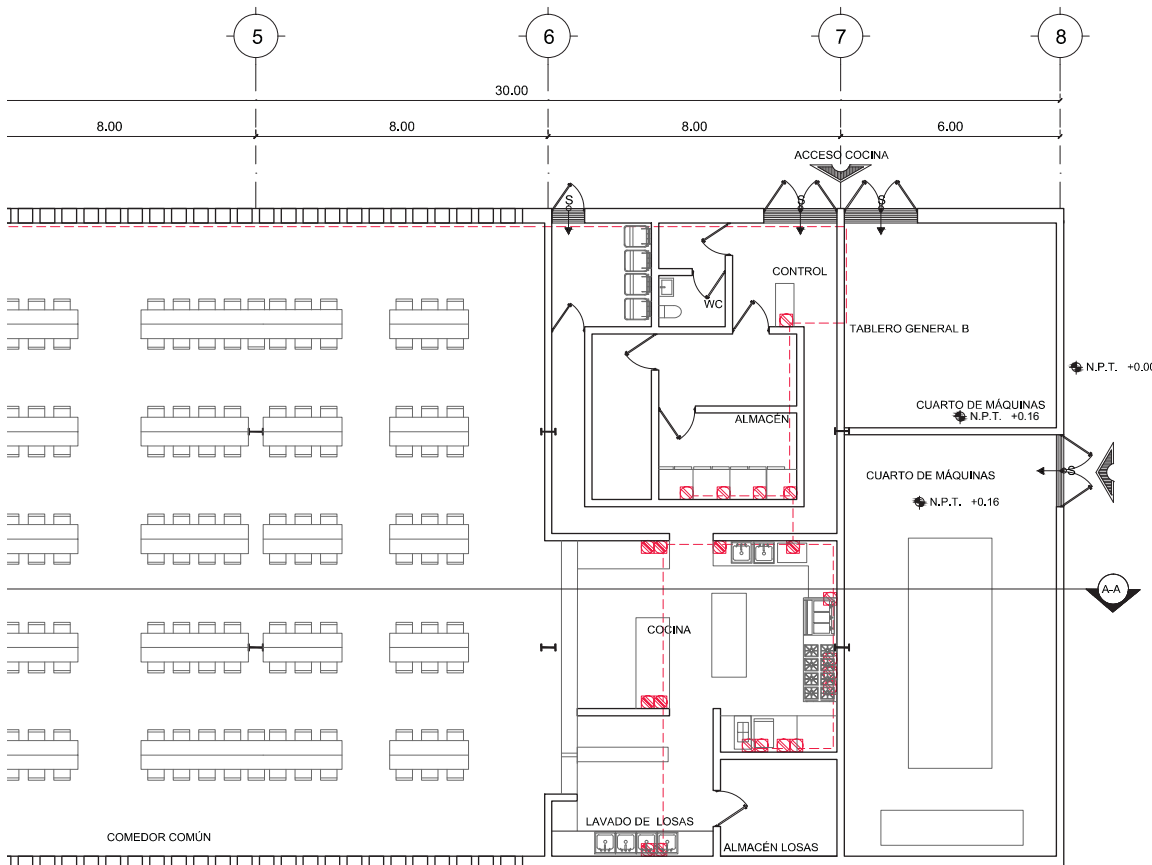 5
6
7
8
30.00
8.00
8.00
8.00
6.00
ACCESO COCINA
S
S
S
CONTROL
WC
TABLERO GENERAL B
N.P.T. +0.00
CUARTO DE MÁQUINAS
N.P.T. +0.16
ALMACÉN
CUARTO DE MÁQUINAS
S
N.P.T. +0.16
A-A
COCINA
LAVADO DE LOSAS
COMEDOR COMÚN
ALMACÉN LOSAS